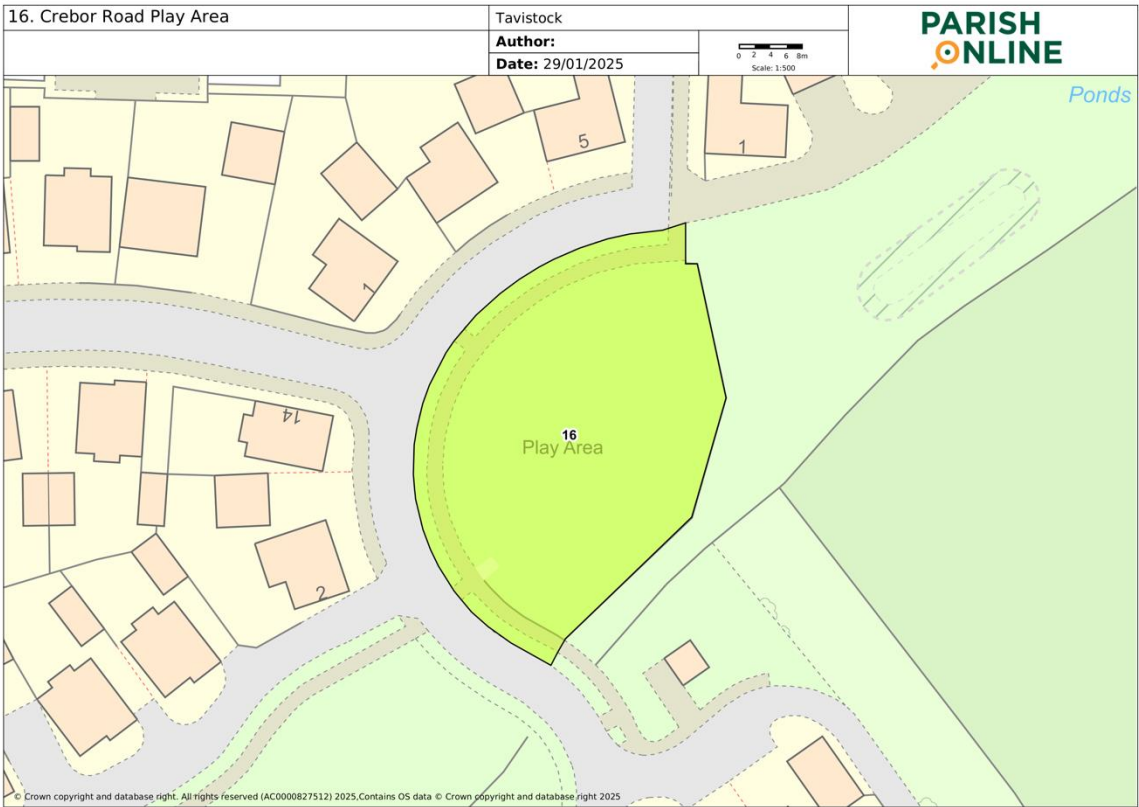 16. Crebor Road Play Area
Tavistock
Author:
Date: 29/01/2025
0 2 4 6 8m
Scale: 1:500
PARISH
ONLINE
Ponds
5
1
1
14
16
Play Area
2
© Crown copyright and database right. All rights reserved (AC0000827512) 2025,Contains OS data © Crown copyright and database right 2025